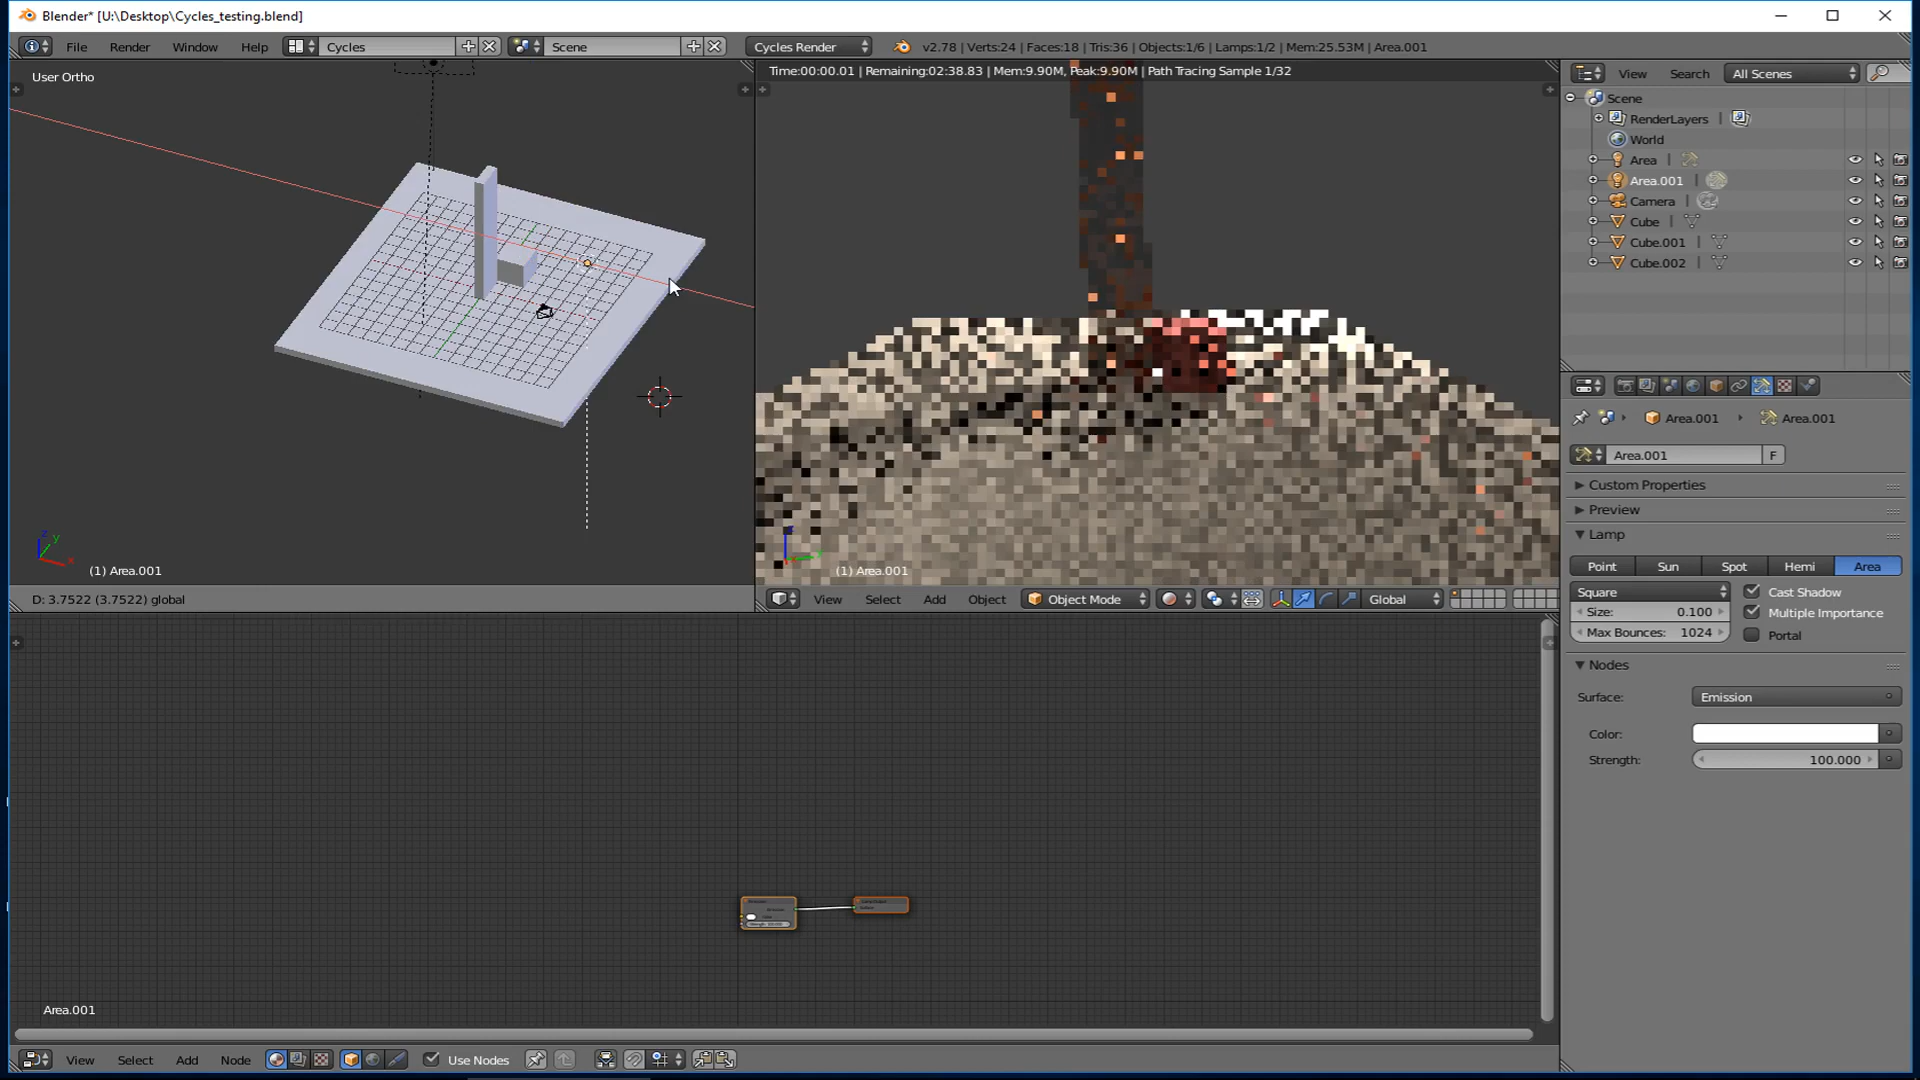 Blender* [U:\Desktop\Cycles_testing.blend]
File Render Window Help Cycles Scene Cycles Render v2.78 | Verts:24 | Faces:18 | Tris:36 | Objects:1/6 | Lamps:1/2 | Mem:25.53M | Area.001
User Ortho
Time:00:00.01 | Remaining:02:38.83 | Mem:9.90M, Peak:9.90M | Path Tracing Sample 1/32
View Search All Scenes
Scene
RenderLayers
World
Area
Area.001
Camera
Cube
Cube.001
Cube.002
Area.001 Area.001
Area.001 F
Custom Properties
Preview
Lamp
Point Sun Spot Hemi Area
Square Cast Shadow
Size: 0.100 Multiple Importance
Max Bounces: 1024 Portal
Nodes
Surface: Emission
Color:
Strength: 100.000
z y x
(1) Area.001
(1) Area.001
D: 3.7522 (3.7522) global
View Select Add Object Object Mode Global
Area.001
View Select Add Node Use Nodes